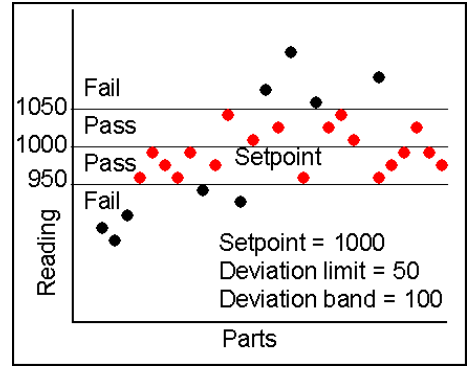 Fail
1050
Pass
1000
Pass
Setpoint
950
Fail
Reading
Setpoint = 1000
Deviation limit = 50
Deviation band = 100
Parts